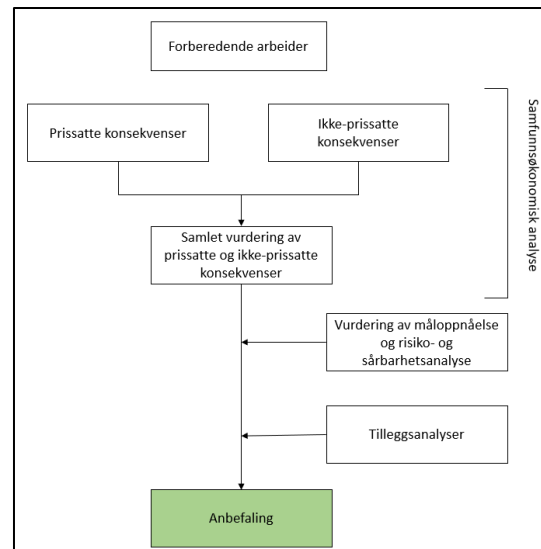 Forberedende arbeider
Prissatte konsekvenser
Ikke-prissatte
konsekvenser
Samlet vurdering av
prissatte og ikke-prissatte
konsekvenser
Samfunnsøkonomisk analyse
Vurdering av måloppnåelse
og risiko- og
sårbarhetsanalyse
Tilleggsanalyser
Anbefaling